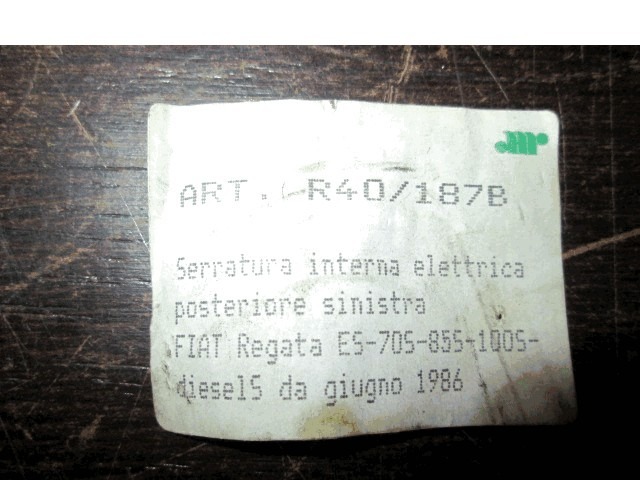 ART. R40/187B
Serratura interna elettrica
posteriore sinistra
FIAT Regata ES-70S-85S-100S-
dieselS da giugno 1986